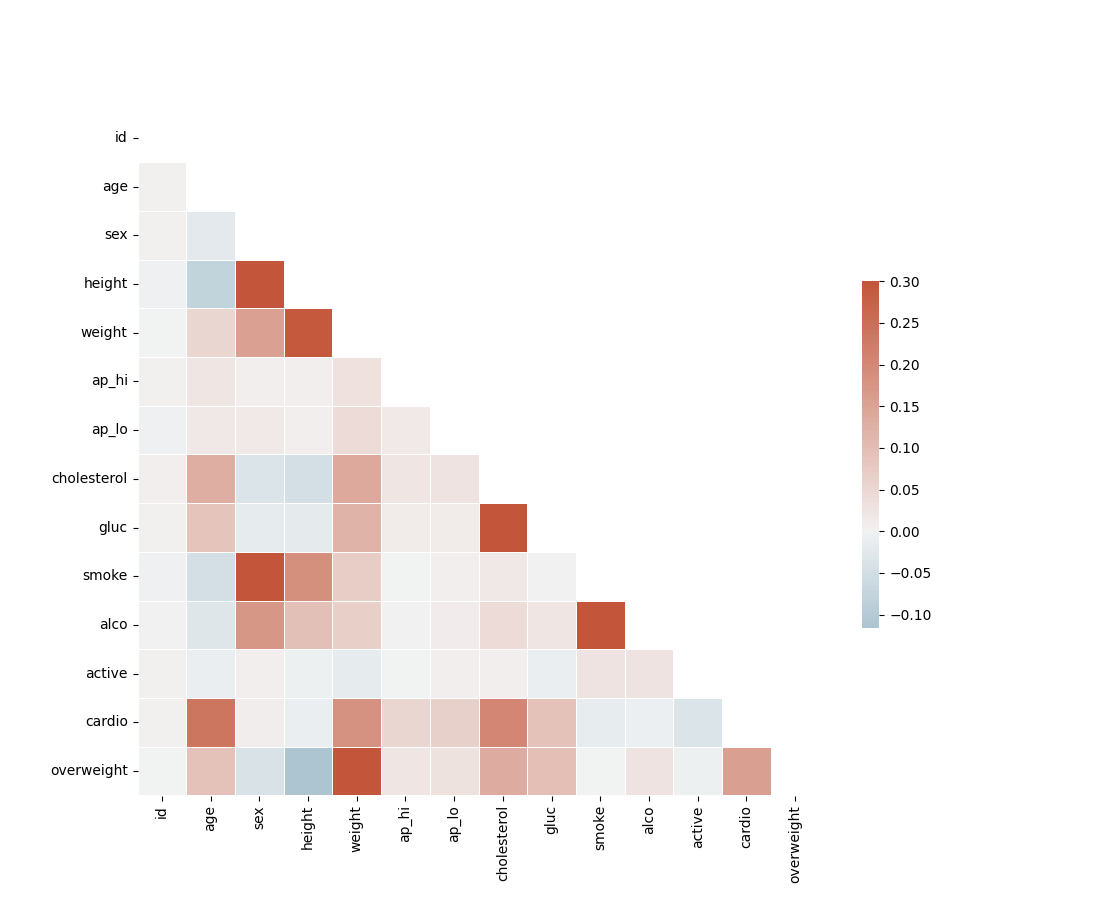 id
age
sex
height
weight
ap_hi
ap_lo
cholesterol
gluc
smoke
alco
active
cardio
overweight
id
age
sex
height
weight
ap_hi
ap_lo
cholesterol
gluc
smoke
alco
active
cardio
overweight
0.30
0.25
0.20
0.15
0.10
0.05
0.00
−0.05
−0.10